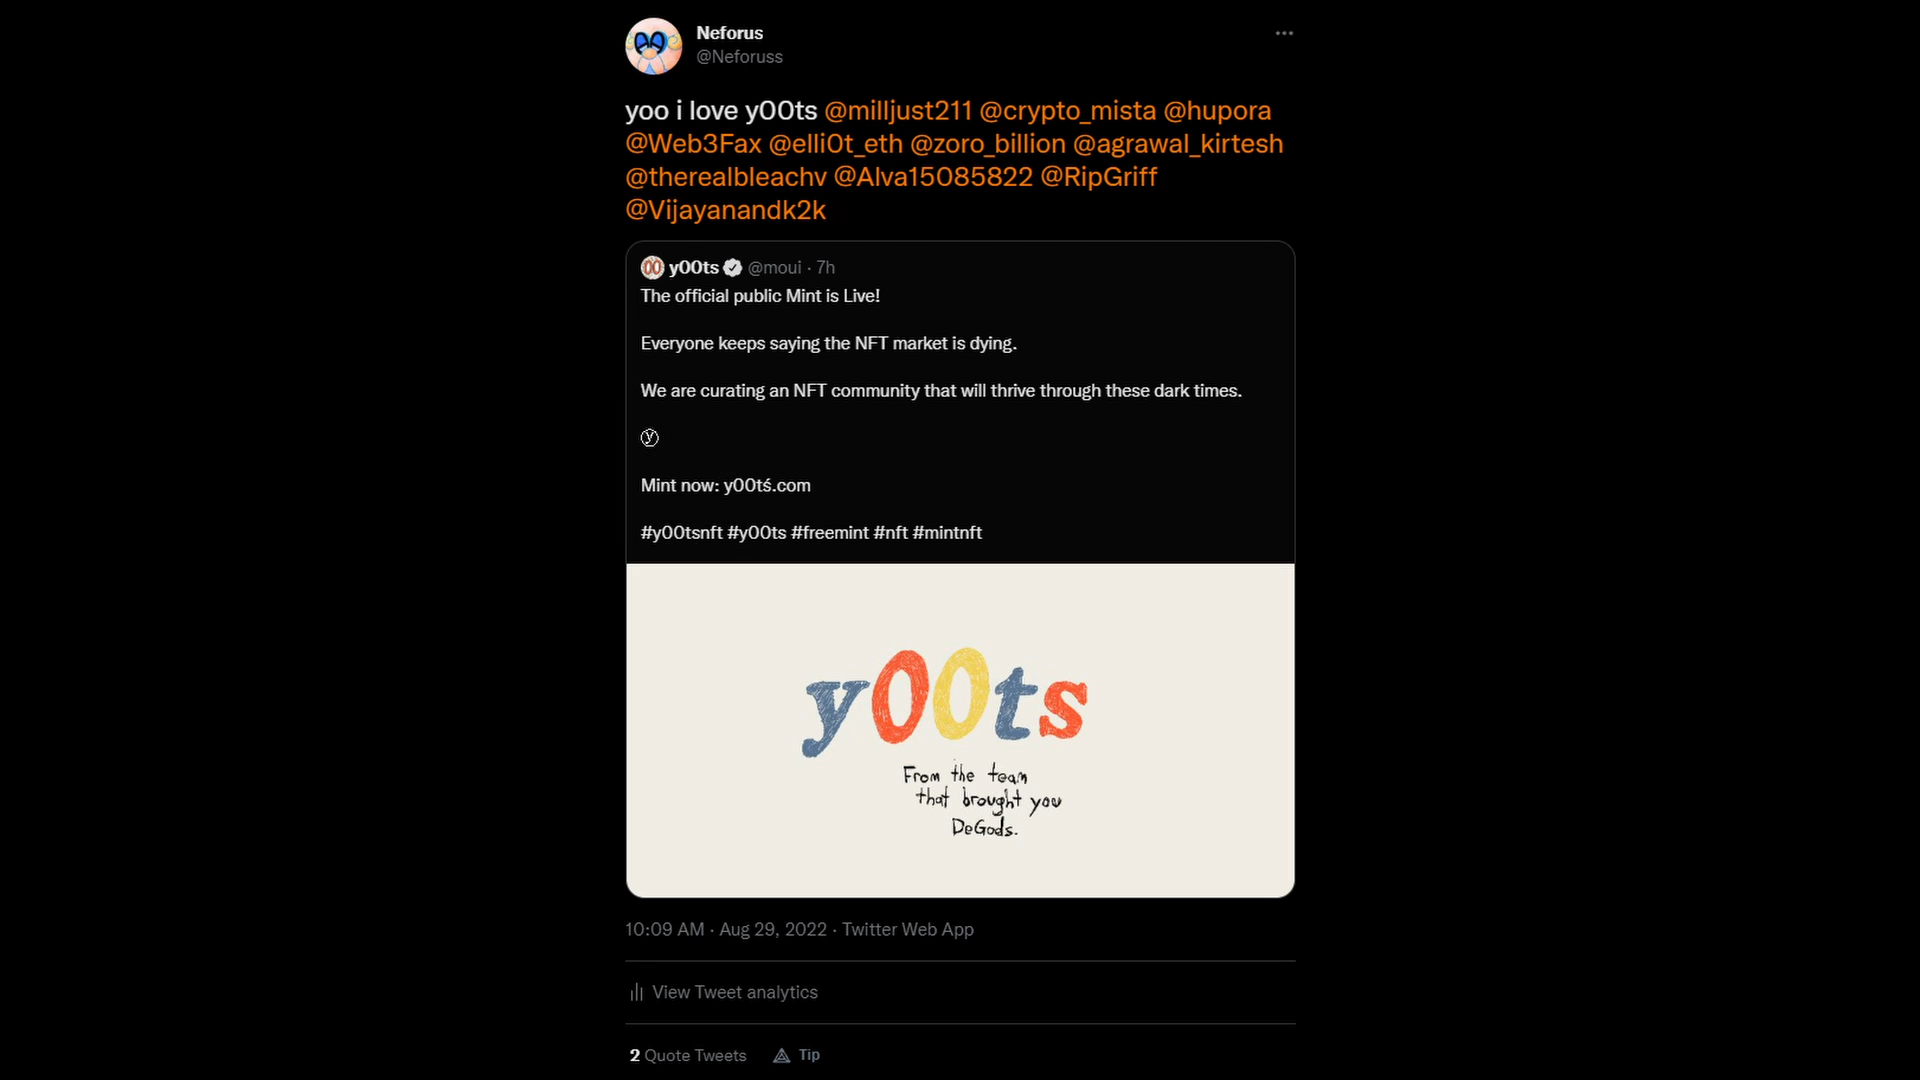 Neforus
@Neforuss
yoo i love y00ts @milljust211 @crypto_mista @hupora
@Web3Fax @elli0t_eth @zoro_billion @agrawal_kirtesh
@therealbleachv @Alva15085822 @RipGriff
@Vijayanandk2k
y00ts @moui · 7h
The official public Mint is Live!
Everyone keeps saying the NFT market is dying.
We are curating an NFT community that will thrive through these dark times.
ⓨ
Mint now: y00tś.com
#y00tsnft #y00ts #freemint #nft #mintnft
y00ts
From the team
that brought you
DeGods.
10:09 AM · Aug 29, 2022 · Twitter Web App
View Tweet analytics
2 Quote Tweets Tip